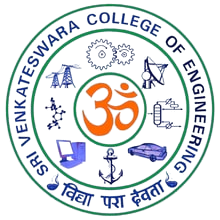 SRI VENKATESWARA COLLEGE OF ENGINEERING
ॐ
विद्या परा देवता